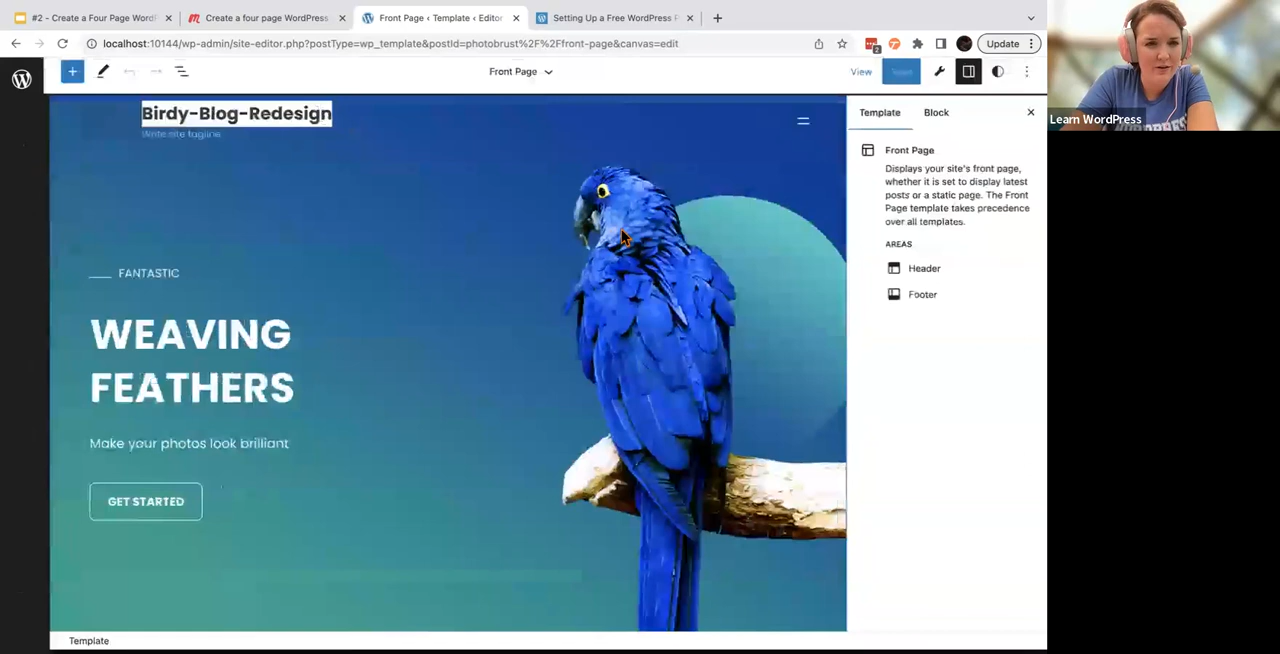 #2 - Create a Four Page WordP
Create a four page WordPress
Front Page ‹ Template ‹ Editor
Setting Up a Free WordPress
localhost:10144/wp-admin/site-editor.php?postType=wp_template&postId=photobrust%2F%2Ffront-page&canvas=edit
2
Update
Front Page
View
Birdy-Blog-Redesign
Write site tagline
FANTASTIC
WEAVING
FEATHERS
Make your photos look brilliant
GET STARTED
Template
Block
Front Page
Displays your site's front page,
whether it is set to display latest
posts or a static page. The Front
Page template takes precedence
over all templates.
AREAS
Header
Footer
Template
Learn WordPress